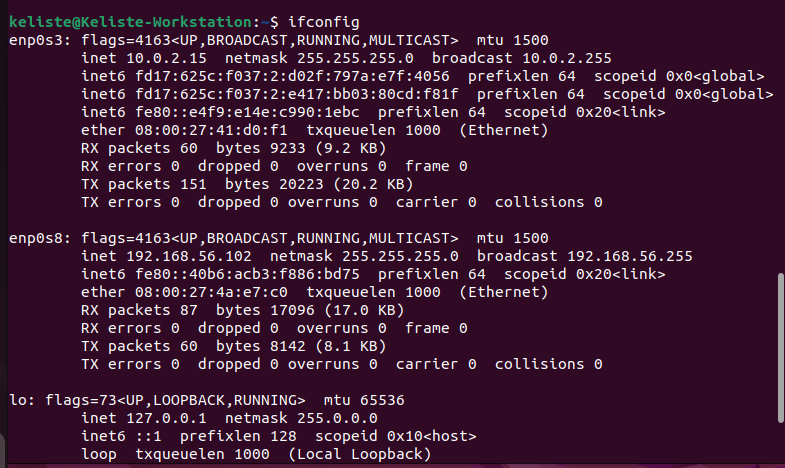 keliste@Keliste-Workstation:~$ ifconfig
enp0s3: flags=4163<UP,BROADCAST,RUNNING,MULTICAST>  mtu 1500
        inet 10.0.2.15  netmask 255.255.255.0  broadcast 10.0.2.255
        inet6 fd17:625c:f037:2:d02f:797a:e7f:4056  prefixlen 64  scopeid 0x0<global>
        inet6 fd17:625c:f037:2:e417:bb03:80cd:f81f  prefixlen 64  scopeid 0x0<global>
        inet6 fe80::e4f9:e14e:c990:1ebc  prefixlen 64  scopeid 0x20<link>
        ether 08:00:27:41:d0:f1  txqueuelen 1000  (Ethernet)
        RX packets 60  bytes 9233 (9.2 KB)
        RX errors 0  dropped 0  overruns 0  frame 0
        TX packets 151  bytes 20223 (20.2 KB)
        TX errors 0  dropped 0 overruns 0  carrier 0  collisions 0

enp0s8: flags=4163<UP,BROADCAST,RUNNING,MULTICAST>  mtu 1500
        inet 192.168.56.102  netmask 255.255.255.0  broadcast 192.168.56.255
        inet6 fe80::40b6:acb3:f886:bd75  prefixlen 64  scopeid 0x20<link>
        ether 08:00:27:4a:e7:c0  txqueuelen 1000  (Ethernet)
        RX packets 87  bytes 17096 (17.0 KB)
        RX errors 0  dropped 0  overruns 0  frame 0
        TX packets 60  bytes 8142 (8.1 KB)
        TX errors 0  dropped 0 overruns 0  carrier 0  collisions 0

lo: flags=73<UP,LOOPBACK,RUNNING>  mtu 65536
        inet 127.0.0.1  netmask 255.0.0.0
        inet6 ::1  prefixlen 128  scopeid 0x10<host>
        loop  txqueuelen 1000  (Local Loopback)